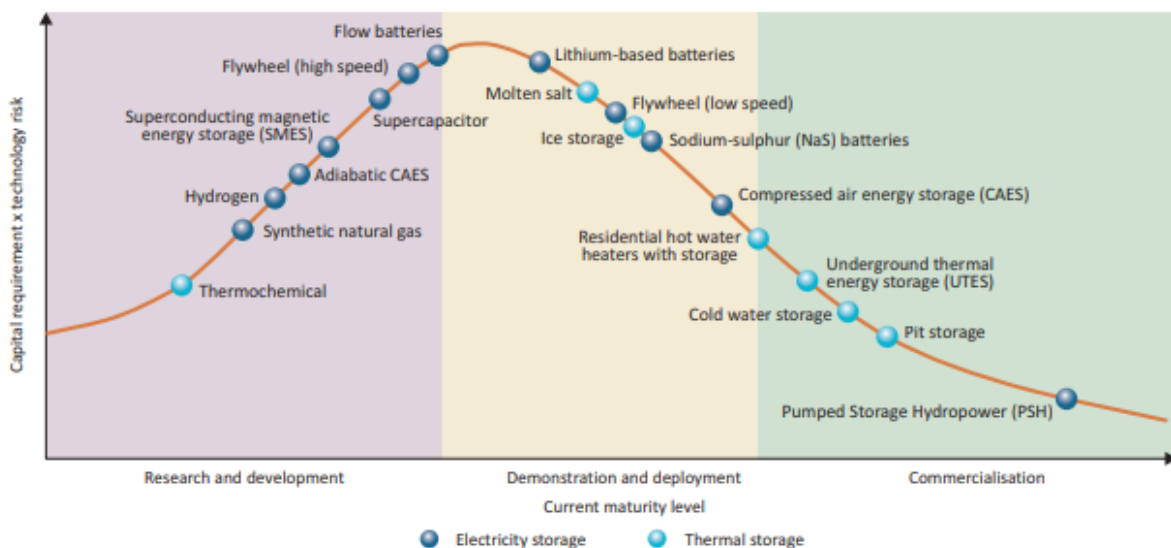 Capital requirement x technology risk
Flow batteries
Flywheel (high speed)
Supercapacitor
Superconducting magnetic
energy storage (SMES)
Adiabatic CAES
Hydrogen
Synthetic natural gas
Thermochemical
Lithium-based batteries
Molten salt
Flywheel (low speed)
Ice storage
Sodium-sulphur (NaS) batteries
Compressed air energy storage (CAES)
Residential hot water
heaters with storage
Underground thermal
energy storage (UTES)
Cold water storage
Pit storage
Pumped Storage Hydropower (PSH)
Research and development
Demonstration and deployment
Commercialisation
Current maturity level
Electricity storage
Thermal storage